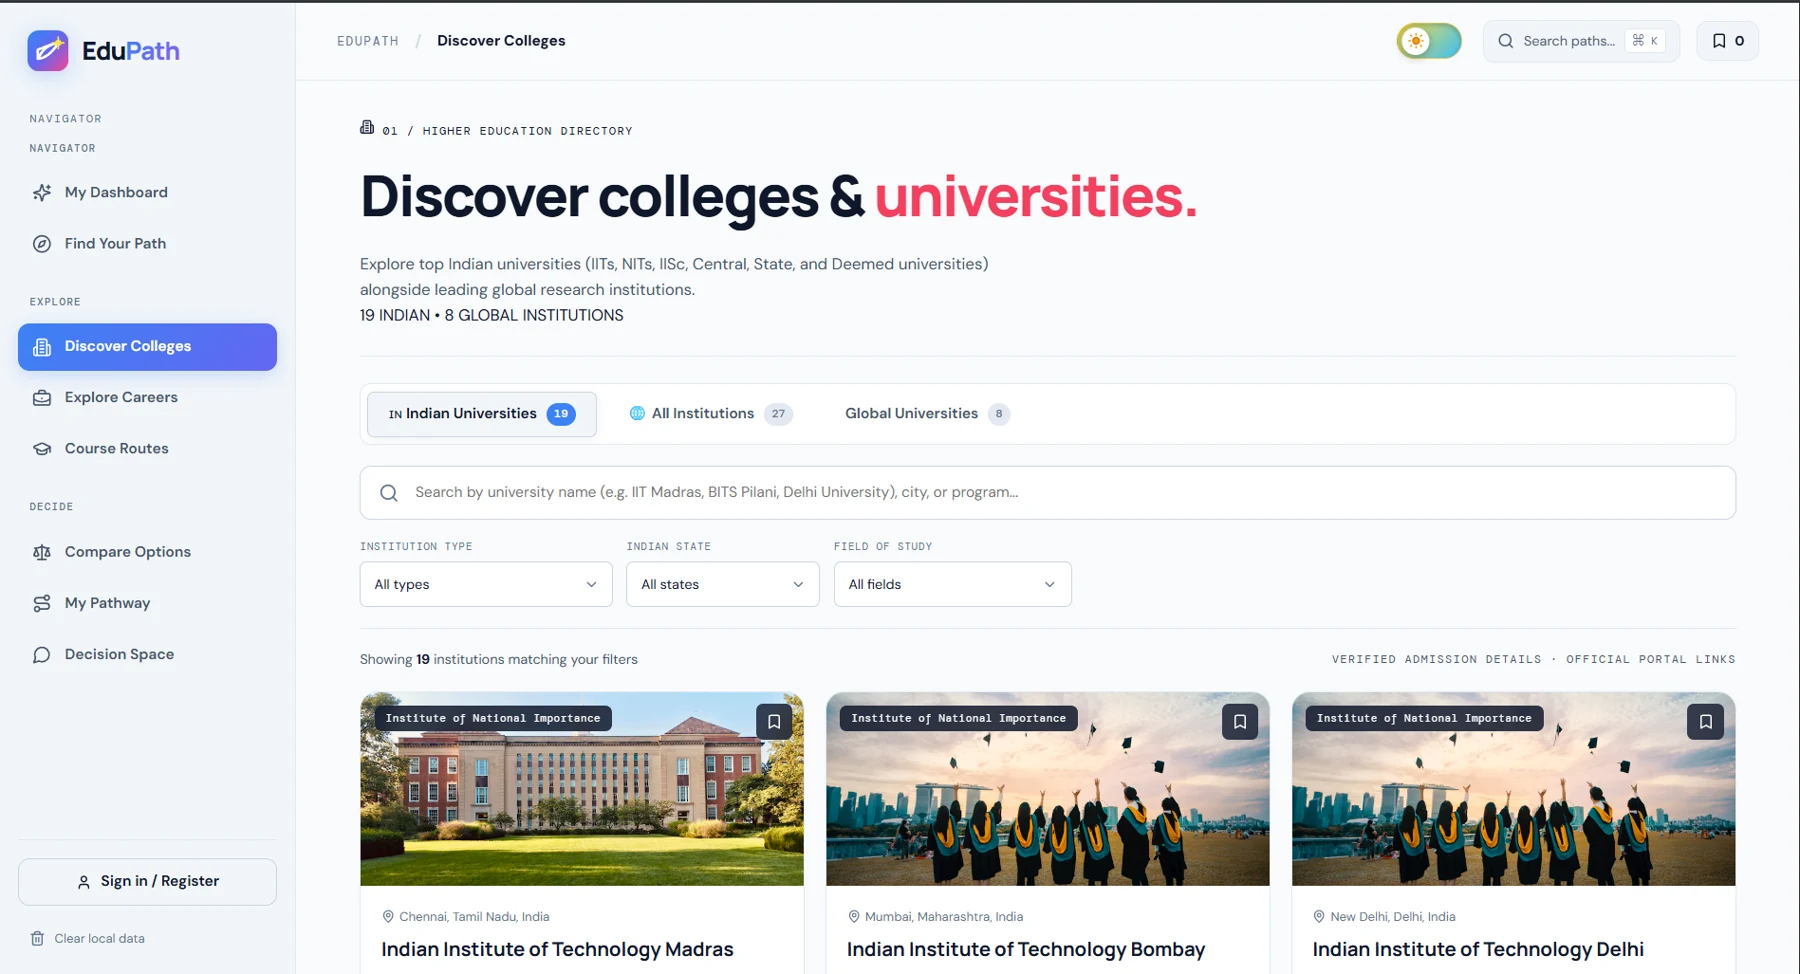 EduPath
NAVIGATOR
NAVIGATOR
My Dashboard
Find Your Path
EXPLORE
Discover Colleges
Explore Careers
Course Routes
DECIDE
Compare Options
My Pathway
Decision Space
Sign in / Register
Clear local data
EDUPATH / Discover Colleges
Search paths... ⌘ K
0
01 / HIGHER EDUCATION DIRECTORY
Discover colleges & universities.
Explore top Indian universities (IITs, NITs, IISc, Central, State, and Deemed universities)
alongside leading global research institutions.
19 INDIAN • 8 GLOBAL INSTITUTIONS
IN Indian Universities 19
All Institutions 27
Global Universities 8
Search by university name (e.g. IIT Madras, BITS Pilani, Delhi University), city, or program...
INSTITUTION TYPE
All types
INDIAN STATE
All states
FIELD OF STUDY
All fields
Showing 19 institutions matching your filters
VERIFIED ADMISSION DETAILS · OFFICIAL PORTAL LINKS
Institute of National Importance
Chennai, Tamil Nadu, India
Indian Institute of Technology Madras
Institute of National Importance
Mumbai, Maharashtra, India
Indian Institute of Technology Bombay
Institute of National Importance
New Delhi, Delhi, India
Indian Institute of Technology Delhi